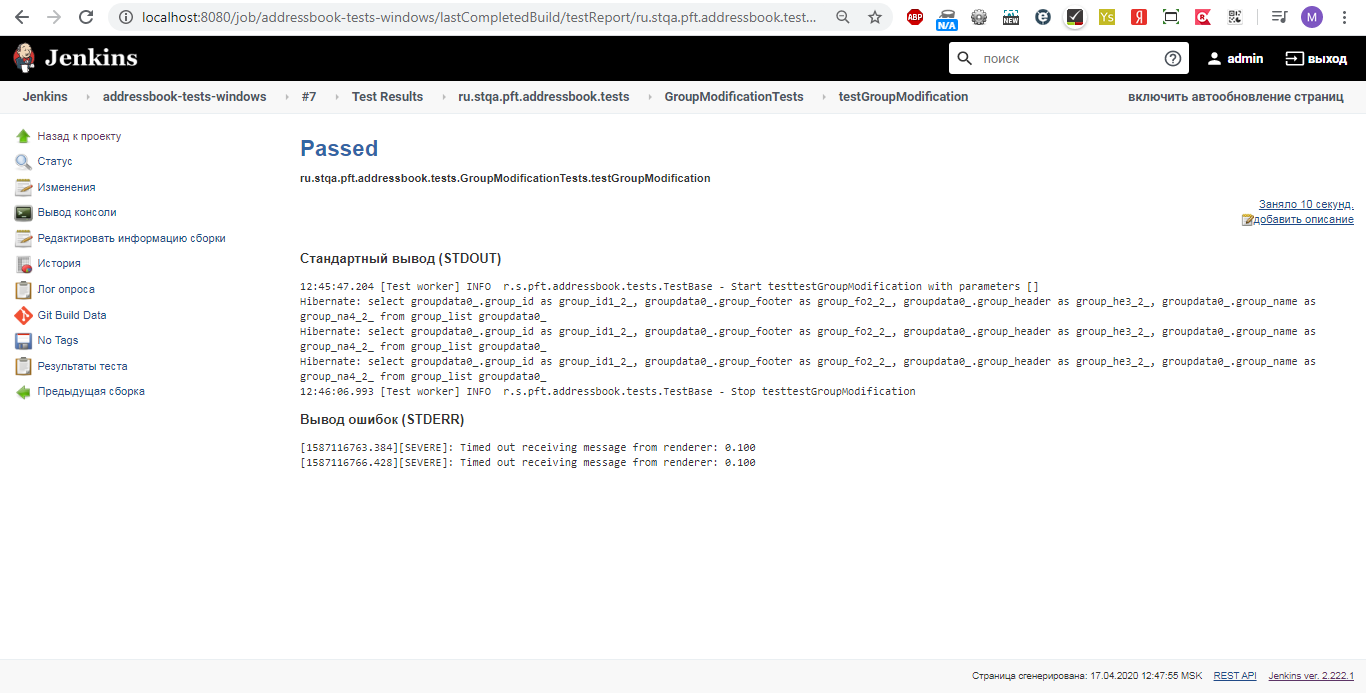 localhost:8080/job/addressbook-tests-windows/lastCompletedBuild/testReport/ru.stqa.pft.addressbook.test...
ABP
N/A
NEW
Ys
Я
M
Jenkins
поиск
admin
выход
Jenkins addressbook-tests-windows #7 Test Results ru.stqa.pft.addressbook.tests GroupModificationTests testGroupModification включить автообновление страниц
Назад к проекту
Статус
Изменения
Вывод консоли
Редактировать информацию сборки
История
Лог опроса
Git Build Data
No Tags
Результаты теста
Предыдущая сборка
Passed
ru.stqa.pft.addressbook.tests.GroupModificationTests.testGroupModification
Заняло 10 секунд.
добавить описание
Стандартный вывод (STDOUT)
12:45:47.204 [Test worker] INFO  r.s.pft.addressbook.tests.TestBase - Start testtestGroupModification with parameters []
Hibernate: select groupdata0_.group_id as group_id1_2_, groupdata0_.group_footer as group_fo2_2_, groupdata0_.group_header as group_he3_2_, groupdata0_.group_name as
group_na4_2_ from group_list groupdata0_
Hibernate: select groupdata0_.group_id as group_id1_2_, groupdata0_.group_footer as group_fo2_2_, groupdata0_.group_header as group_he3_2_, groupdata0_.group_name as
group_na4_2_ from group_list groupdata0_
Hibernate: select groupdata0_.group_id as group_id1_2_, groupdata0_.group_footer as group_fo2_2_, groupdata0_.group_header as group_he3_2_, groupdata0_.group_name as
group_na4_2_ from group_list groupdata0_
12:46:06.993 [Test worker] INFO  r.s.pft.addressbook.tests.TestBase - Stop testtestGroupModification
Вывод ошибок (STDERR)
[1587116763.384][SEVERE]: Timed out receiving message from renderer: 0.100
[1587116766.428][SEVERE]: Timed out receiving message from renderer: 0.100
Страница сгенерирована: 17.04.2020 12:47:55 MSK REST API Jenkins ver. 2.222.1